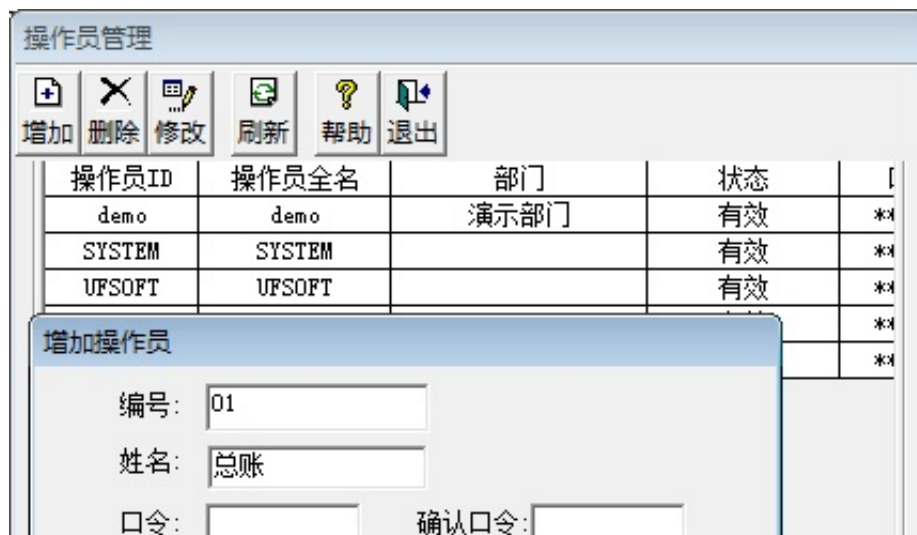 操作员管理
增加 删除 修改 刷新 帮助 退出
操作员ID 操作员全名 部门 状态
demo demo 演示部门 有效 **
SYSTEM SYSTEM 有效 **
UFSOFT UFSOFT 有效 **
**
**
增加操作员
编号: 01
姓名: 总账
口令: 确认口令: